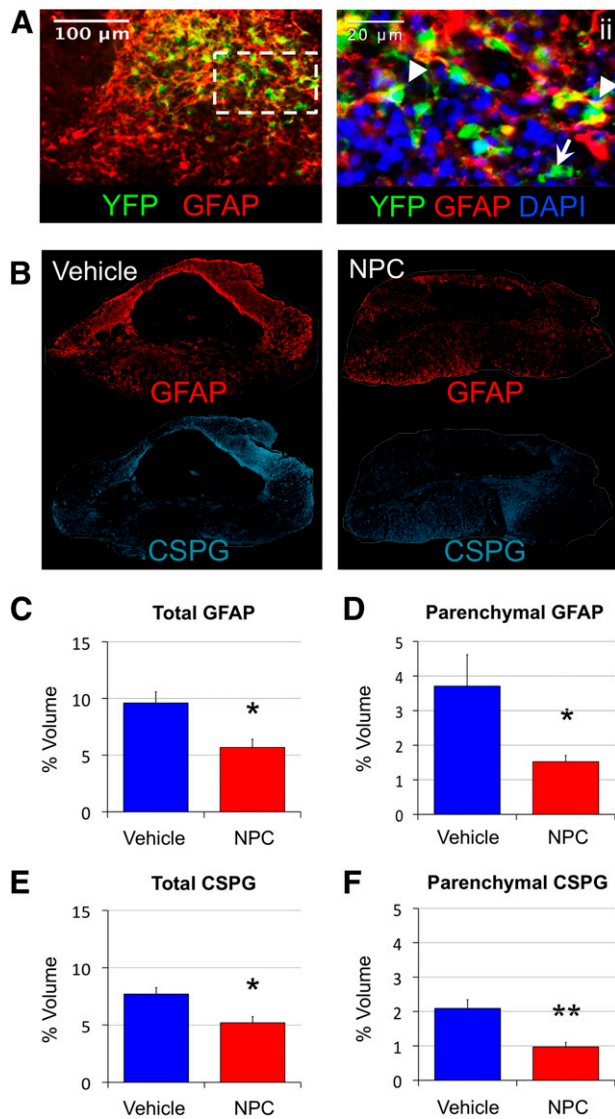 A
100 µm
YFP GFAP
20 µm
ii
YFP GFAP DAPI
B
Vehicle
GFAP
CSPG
NPC
GFAP
CSPG
C
Total GFAP
% Volume
15
10
5
0
*
Vehicle NPC
D
Parenchymal GFAP
% Volume
5
4
3
2
1
0
*
Vehicle NPC
E
Total CSPG
% Volume
15
10
5
0
*
Vehicle NPC
F
Parenchymal CSPG
% Volume
5
4
3
2
1
0
**
Vehicle NPC